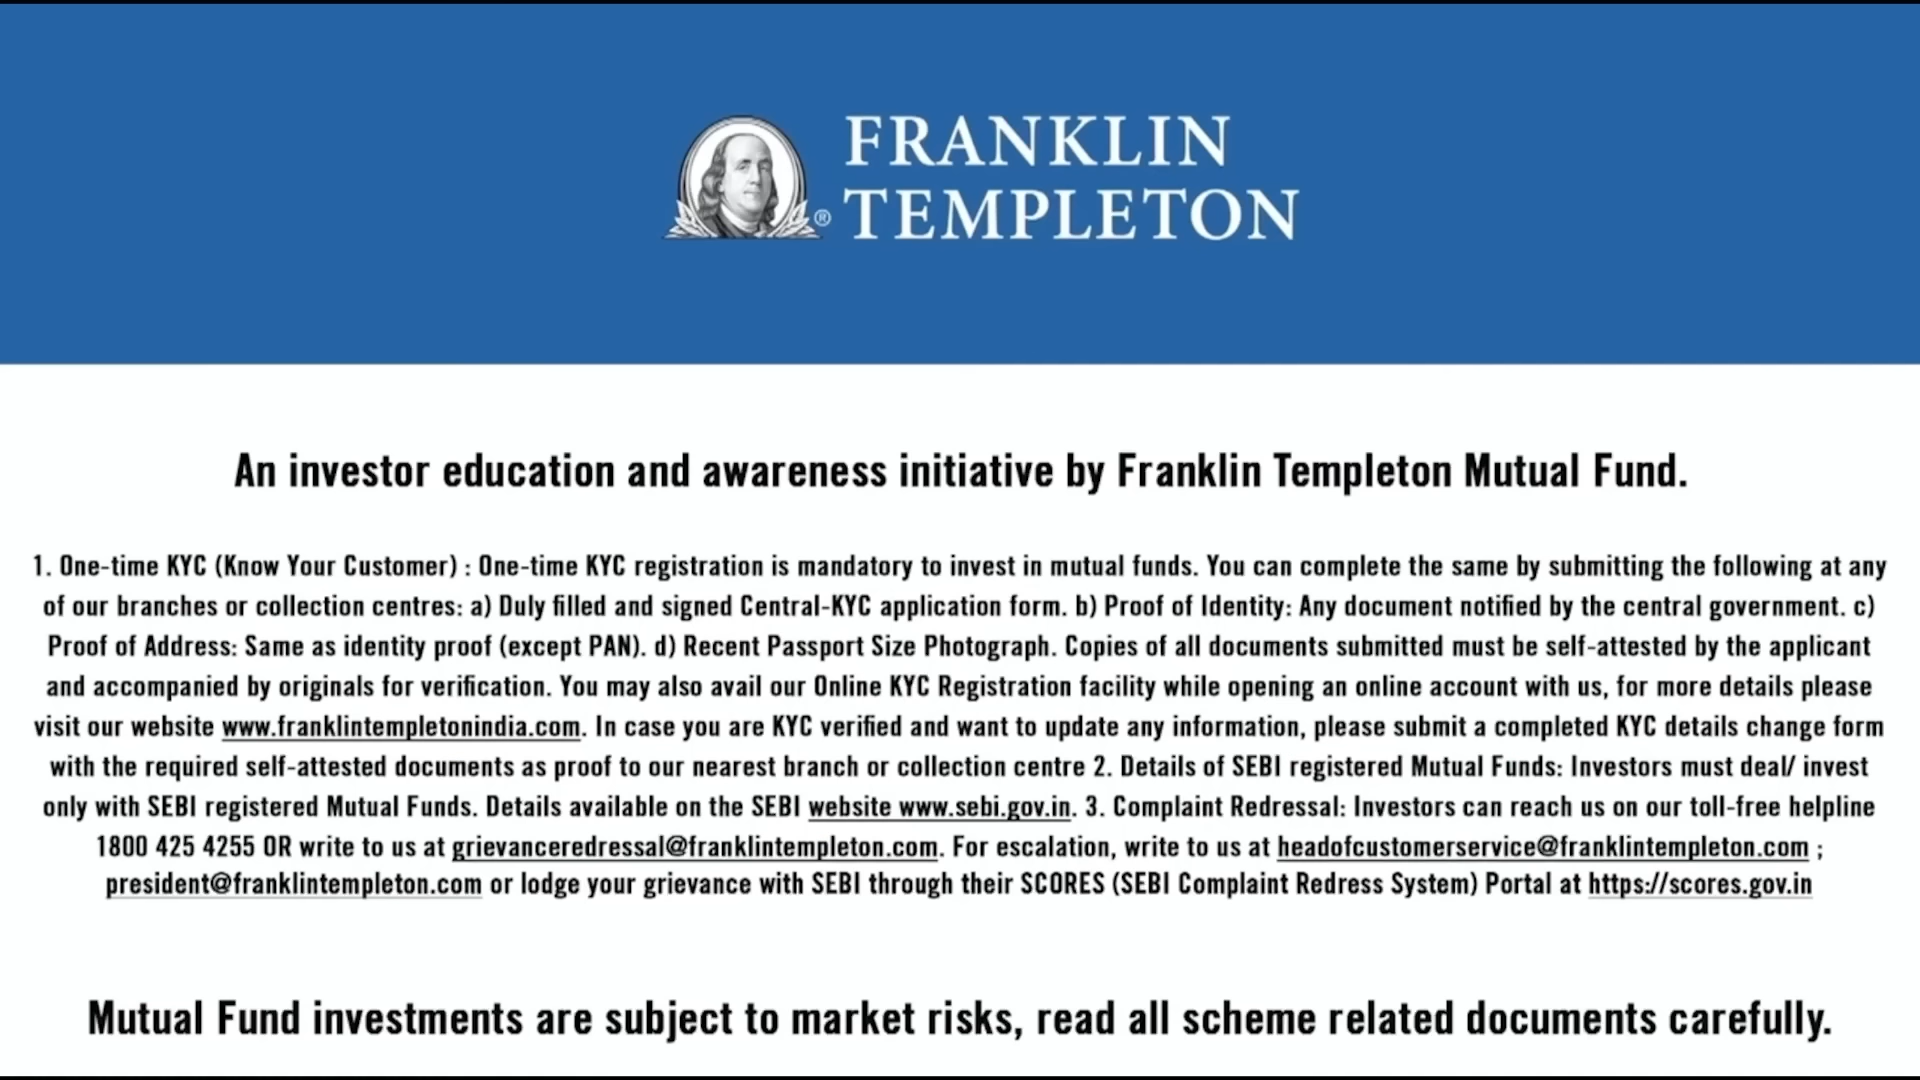 FRANKLIN
TEMPLETON
®
An investor education and awareness initiative by Franklin Templeton Mutual Fund.
1. One-time KYC (Know Your Customer) : One-time KYC registration is mandatory to invest in mutual funds. You can complete the same by submitting the following at any
of our branches or collection centres: a) Duly filled and signed Central-KYC application form. b) Proof of Identity: Any document notified by the central government. c)
Proof of Address: Same as identity proof (except PAN). d) Recent Passport Size Photograph. Copies of all documents submitted must be self-attested by the applicant
and accompanied by originals for verification. You may also avail our Online KYC Registration facility while opening an online account with us, for more details please
visit our website www.franklintempletonindia.com. In case you are KYC verified and want to update any information, please submit a completed KYC details change form
with the required self-attested documents as proof to our nearest branch or collection centre 2. Details of SEBI registered Mutual Funds: Investors must deal/ invest
only with SEBI registered Mutual Funds. Details available on the SEBI website www.sebi.gov.in. 3. Complaint Redressal: Investors can reach us on our toll-free helpline
1800 425 4255 OR write to us at grievanceredressal@franklintempleton.com. For escalation, write to us at headofcustomerservice@franklintempleton.com ;
president@franklintempleton.com or lodge your grievance with SEBI through their SCORES (SEBI Complaint Redress System) Portal at https://scores.gov.in
Mutual Fund investments are subject to market risks, read all scheme related documents carefully.